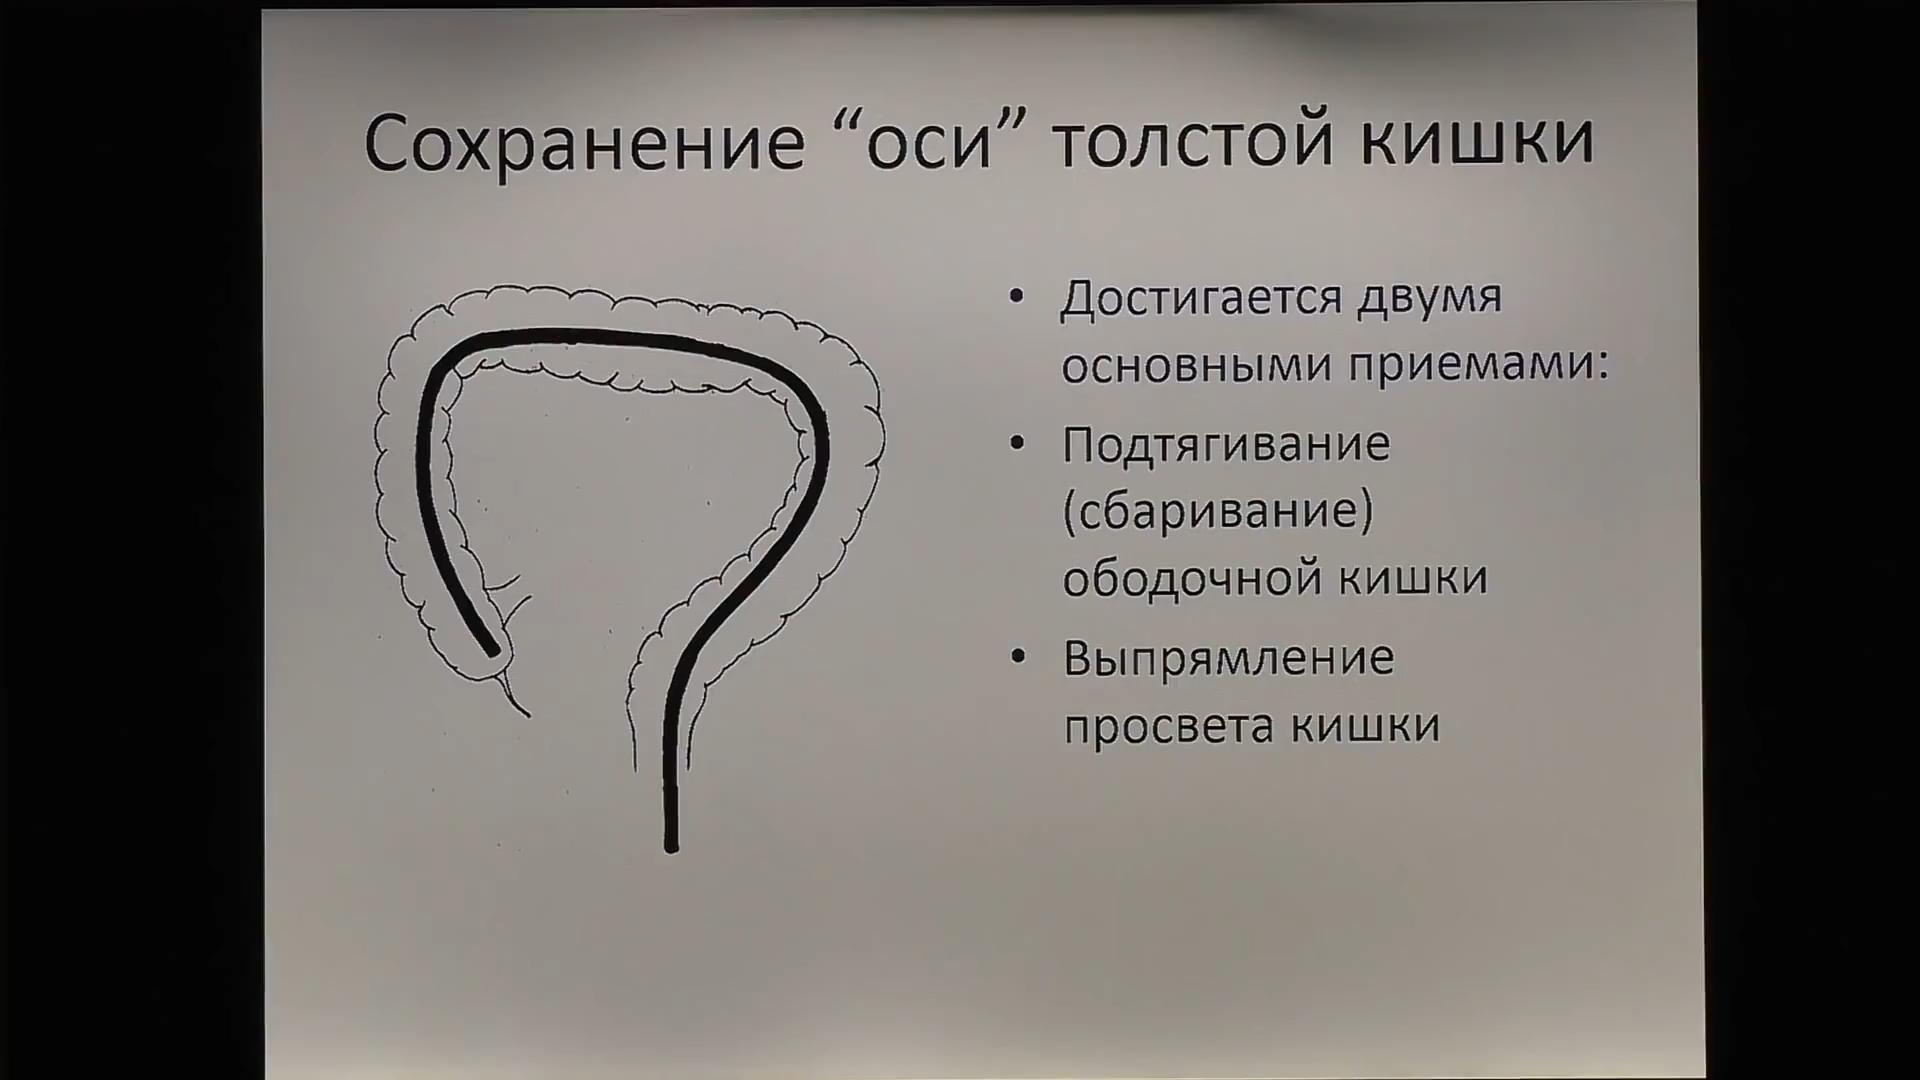 Сохранение “оси” толстой кишки
• Достигается двумя
основными приемами:
• Подтягивание
(сбаривание)
ободочной кишки
• Выпрямление
просвета кишки